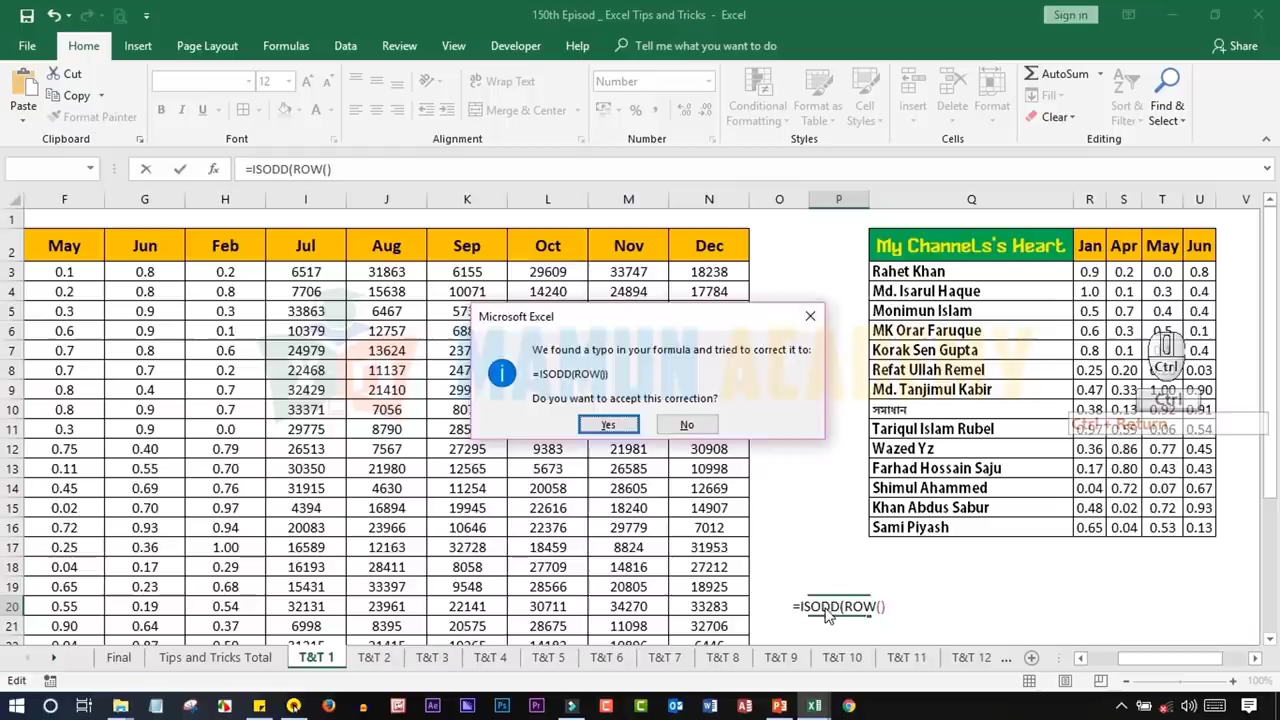 150th Episod _ Excel Tips and Tricks - Excel
Sign in
File Home Insert Page Layout Formulas Data Review View Developer Help Tell me what you want to do Share
Paste
Cut
Copy
Format Painter
Clipboard
12
B I U
Font
Wrap Text
Merge & Center
Alignment
Number
%
Number
Conditional Formatting
Format as Table
Cell Styles
Styles
Insert
Delete
Format
Cells
AutoSum
Fill
Clear
Sort & Filter
Find & Select
Editing
=ISODD(ROW()
F G H I J K L M N O P Q R S T U V
1
2 May Jun Feb Jul Aug Sep Oct Nov Dec My Channels's Heart Jan Apr May Jun
3 0.1 0.8 0.2 6517 31863 6155 29609 33747 18238 Rahet Khan 0.9 0.2 0.0 0.8
4 0.2 0.8 0.8 7706 15638 10071 14240 24894 17784 Md. Isarul Haque 1.0 0.1 0.3 0.4
5 0.3 0.9 0.3 33863 6467 Monimun Islam 0.5 0.7 0.4 0.4
6 0.6 0.9 0.1 10379 12757 MK Orar Faruque 0.6 0.3 0.5 0.1
7 0.7 0.8 0.6 24979 13624 Korak Sen Gupta 0.8 0.1 0.4
8 0.7 0.7 0.2 22468 11137 Refat Ullah Remel 0.25 0.20 0.03
9 0.8 0.4 0.7 32429 21410 Md. Tanjimul Kabir 0.47 0.33 1.00 0.90
10 0.8 0.9 0.3 33371 7056 সমাধান 0.38 0.13 0.92 0.91
11 0.3 0.9 0.0 29775 8790 Tariqul Islam Rubel 0.97 0.59 0.06 0.54
12 0.75 0.40 0.79 26513 7567 27295 9383 21981 30908 Wazed Yz 0.36 0.86 0.77 0.45
13 0.11 0.55 0.70 30350 21980 12565 5673 26585 10998 Farhad Hossain Saju 0.17 0.80 0.43 0.43
14 0.45 0.69 0.76 31915 4630 11254 20058 28605 12669 Shimul Ahammed 0.04 0.72 0.07 0.67
15 0.02 0.70 0.97 4394 16894 19945 22616 18240 14907 Khan Abdus Sabur 0.48 0.02 0.72 0.93
16 0.72 0.93 0.94 20083 23966 10646 22376 29779 7012 Sami Piyash 0.65 0.04 0.53 0.13
17 0.25 0.36 1.00 16589 12163 32728 18459 8824 31953
18 0.04 0.17 0.29 16193 28411 8058 27709 14816 27212
19 0.65 0.23 0.68 15431 33397 9548 28566 20805 18925
20 0.55 0.19 0.54 32131 23961 22141 30711 34270 33283 =ISODD(ROW()
21 0.90 0.64 0.37 6998 8395 20575 28675 11098 32706
Microsoft Excel
We found a typo in your formula and tried to correct it to:
=ISODD(ROW())
Do you want to accept this correction?
Yes No
MAMUN ACADEMY
Ctrl
Ctrl
Ctrl + Return
Final Tips and Tricks Total T&T 1 T&T 2 T&T 3 T&T 4 T&T 5 T&T 6 T&T 7 T&T 8 T&T 9 T&T 10 T&T 11 T&T 12 ...
Edit
100%